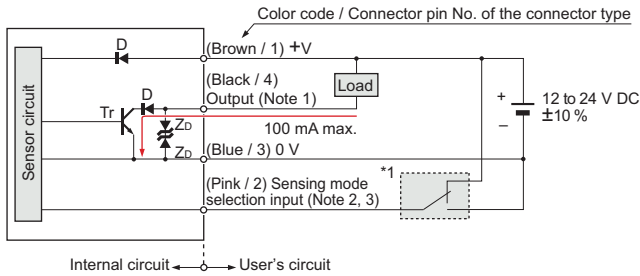 Color code / Connector pin No. of the connector type
D
(Brown / 1) +V
(Black / 4)
Output (Note 1)
Load
D
Tr
ZD
ZD
100 mA max.
+
–
12 to 24 V DC
±10 %
(Blue / 3) 0 V
Sensor circuit
*1
(Pink / 2) Sensing mode
selection input (Note 2, 3)
Internal circuit
User's circuit